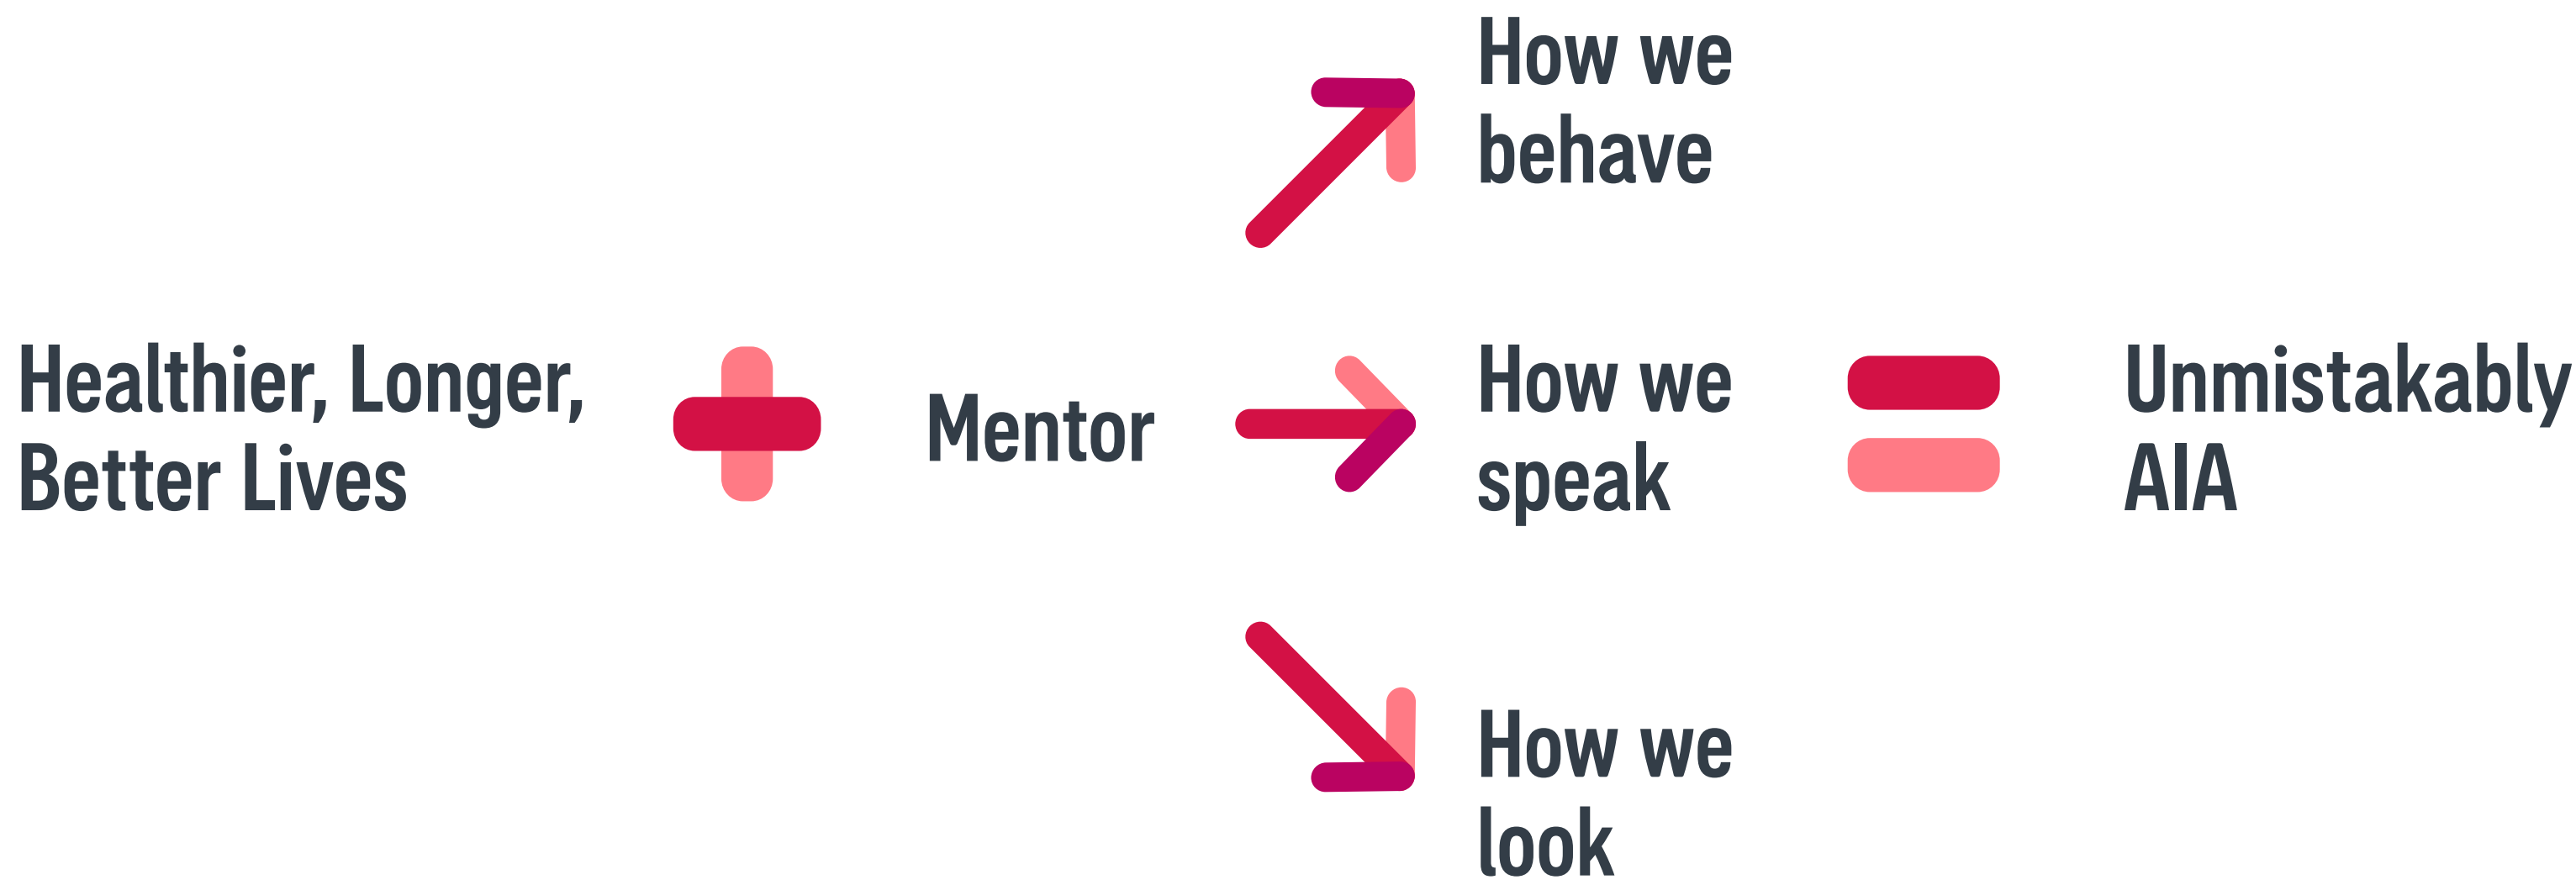 Healthier, Longer,
Better Lives
Mentor
How we
behave
How we
speak
How we
look
Unmistakably
AIA